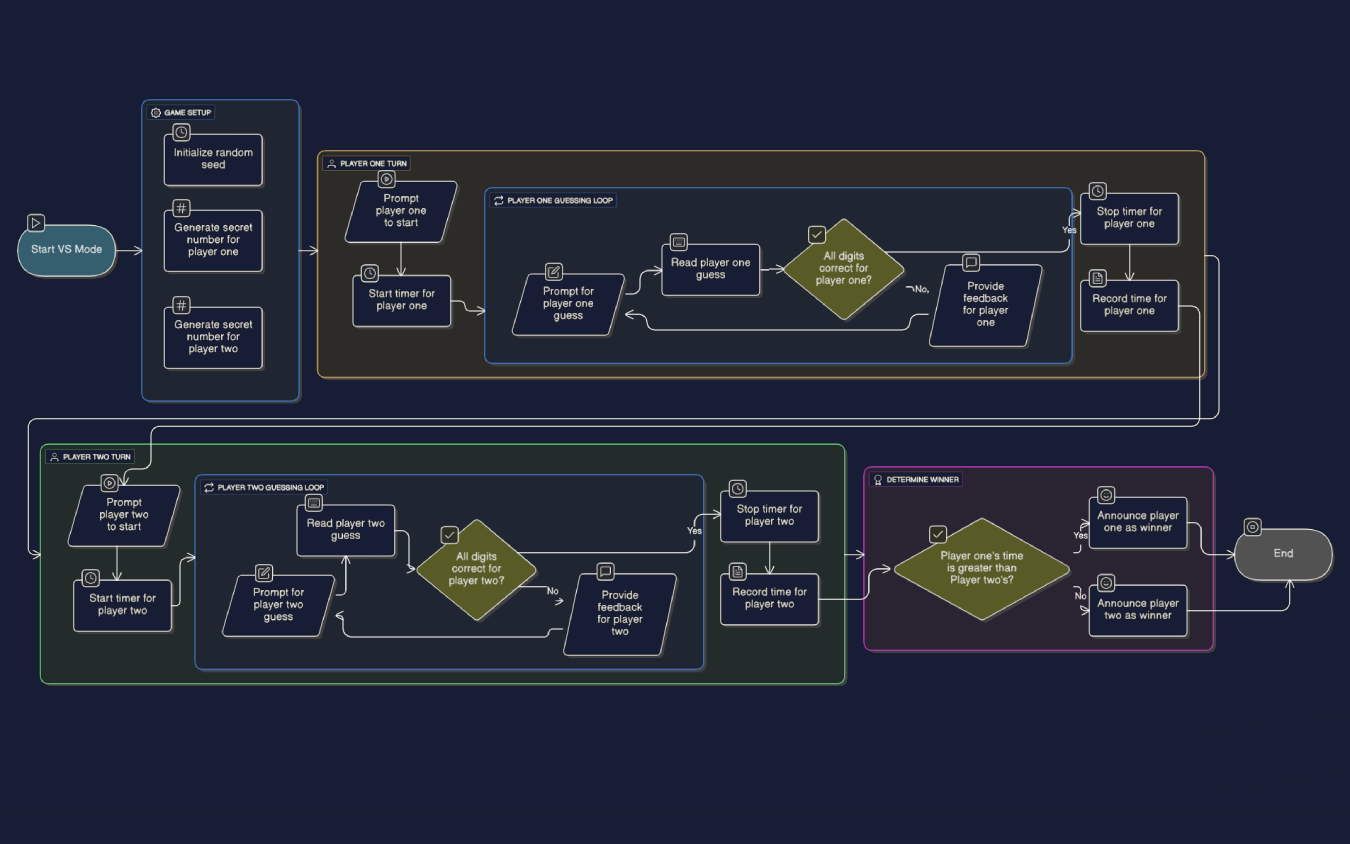 GAME SETUP
Initialize random
seed
Generate secret
number for
player one
Generate secret
number for
player two
Start VS Mode
PLAYER ONE TURN
Prompt
player one
to start
Start timer for
player one
PLAYER ONE GUESSING LOOP
Prompt for
player one
guess
Read player one
guess
All digits
correct for
player one?
Yes
No,
Provide
feedback
for player
one
Stop timer for
player one
Record time for
player one
PLAYER TWO TURN
Prompt
player two
to start
Start timer for
player two
PLAYER TWO GUESSING LOOP
Read player two
guess
Prompt for
player two
guess
All digits
correct for
player two?
Yes
No
Provide
feedback
for player
two
Stop timer for
player two
Record time for
player two
DETERMINE WINNER
Player one's time
is greater than
Player two's?
Yes
No
Announce player
one as winner
Announce player
two as winner
End